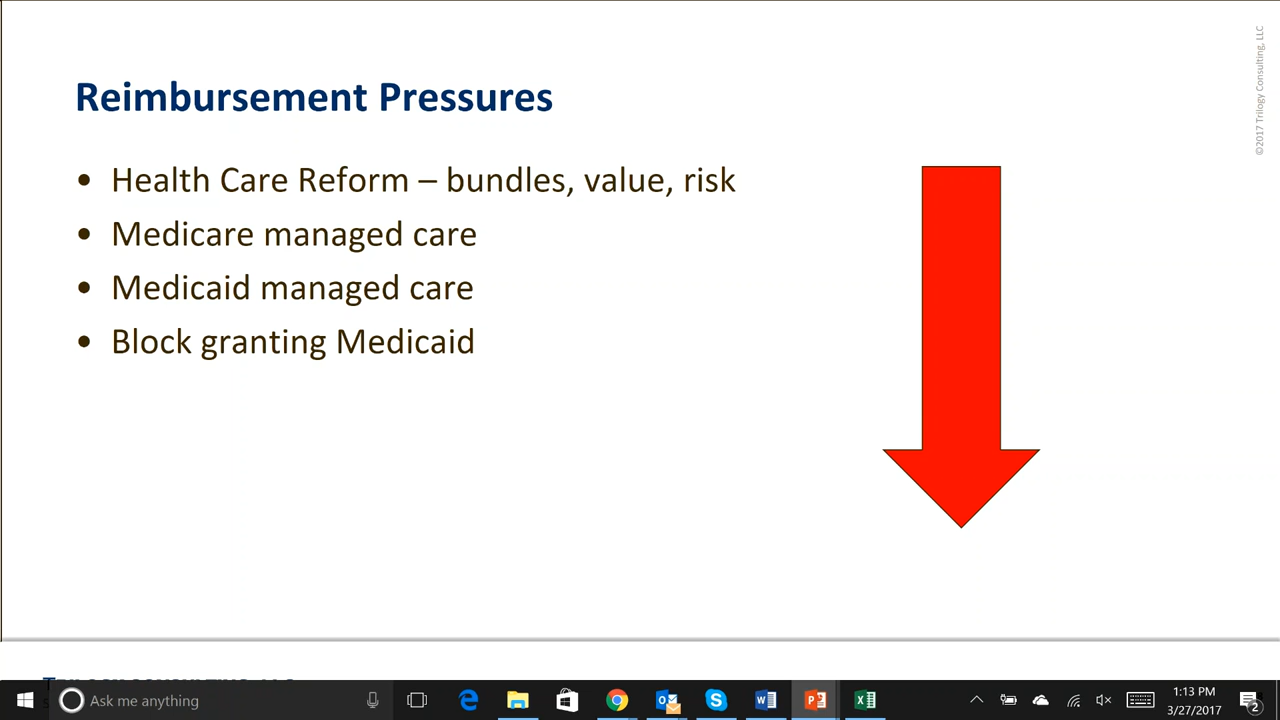 ©2017 Trilogy Consulting, LLC
Reimbursement Pressures
• Health Care Reform – bundles, value, risk
• Medicare managed care
• Medicaid managed care
• Block granting Medicaid
Ask me anything
1:13 PM
3/27/2017
2